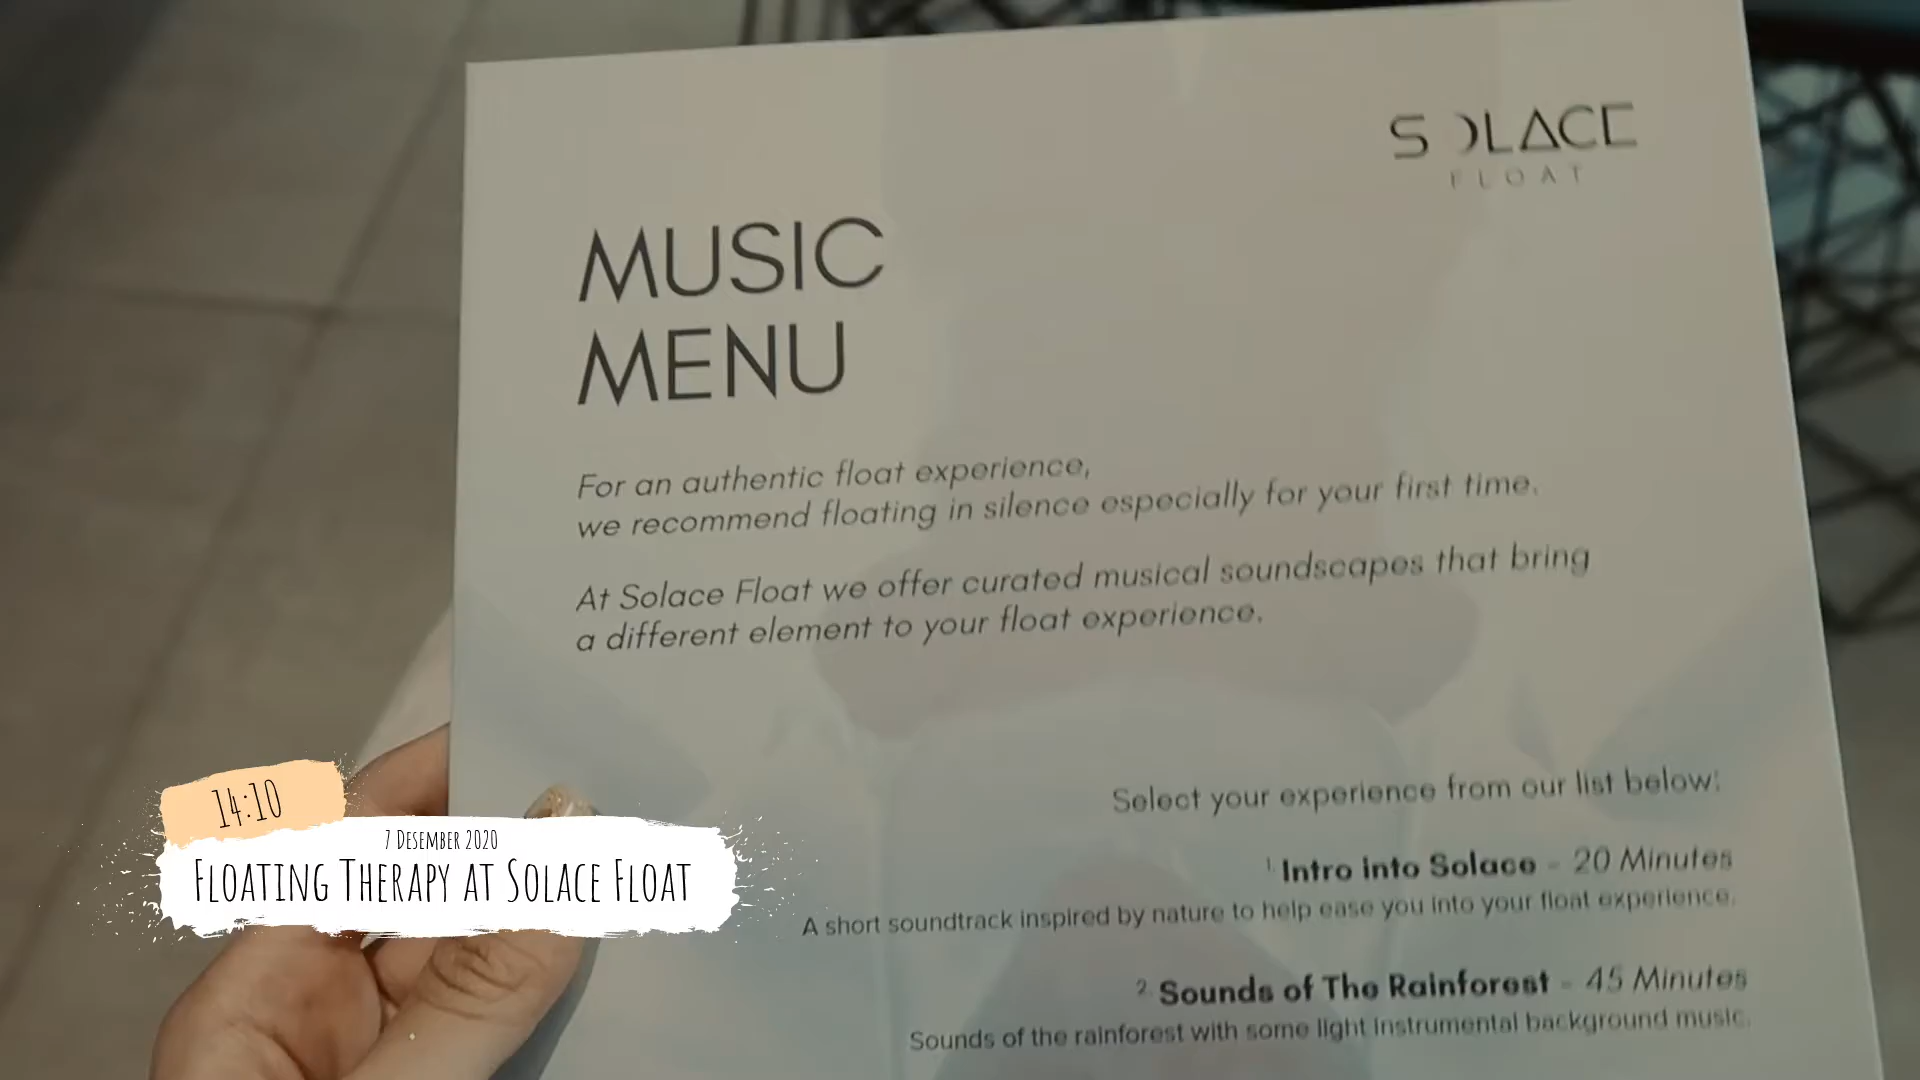 SOLACE
FLOAT
MUSIC
MENU
For an authentic float experience,
we recommend floating in silence especially for your first time.
At Solace Float we offer curated musical soundscapes that bring
a different element to your float experience.
Select your experience from our list below:
1. Intro into Solace - 20 Minutes
A short soundtrack inspired by nature to help ease you into your float experience.
2. Sounds of The Rainforest - 45 Minutes
Sounds of the rainforest with some light instrumental background music.
14:10
7 Desember 2020
Floating Therapy at Solace Float